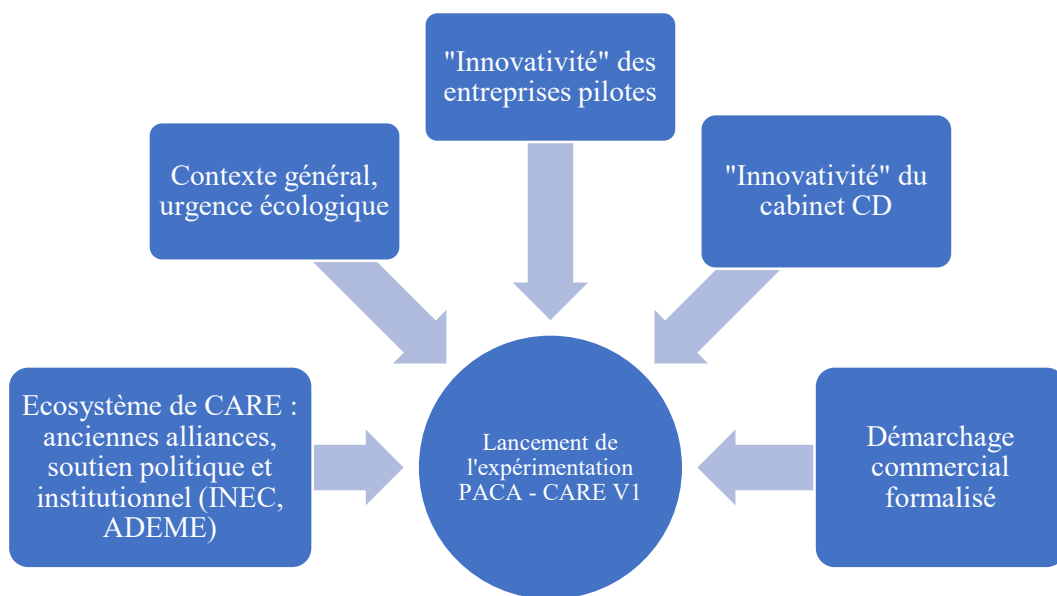 "Innovativité" des
entreprises pilotes
Contexte général,
urgence écologique
"Innovativité" du
cabinet CD
Ecosystème de CARE :
anciennes alliances,
soutien politique et
institutionnel (INEC,
ADEME)
Lancement de
l'expérimentation
PACA - CARE V1
Démarchage
commercial
formalisé